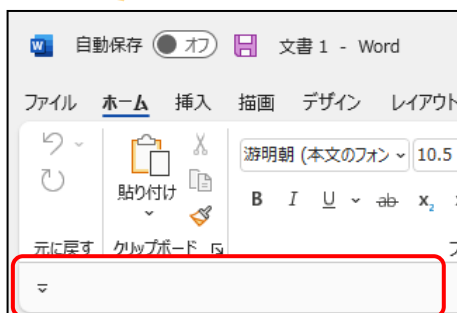 自動保存 オフ 文書 1 - Word
ファイル ホーム 挿入 描画 デザイン レイアウト
貼り付け 游明朝 (本文のフォン 10.5
B I U ab x₂
元に戻す クリップボード